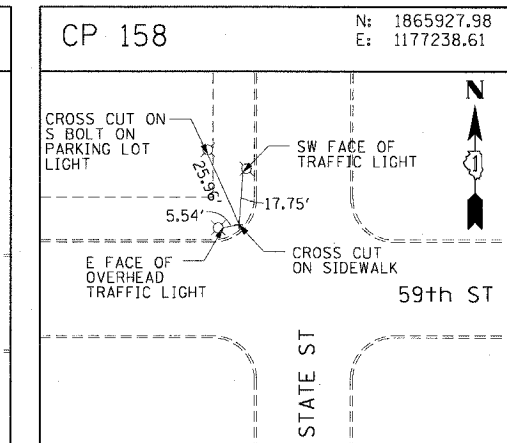 CP 158
N: 1865927.98
E: 1177238.61
CROSS CUT ON
S BOLT ON
PARKING LOT
LIGHT
N
1
SW FACE OF
TRAFFIC LIGHT
25.96'
17.75'
5.54'
E FACE OF
OVERHEAD
TRAFFIC LIGHT
CROSS CUT
ON SIDEWALK
59th ST
STATE ST